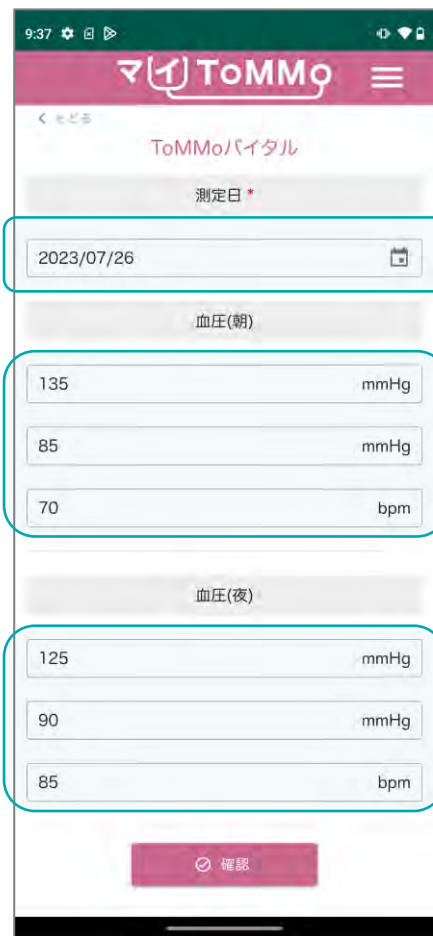 9:37
マイToMMo
もどる
ToMMoバイタル
測定日 *
2023/07/26
血圧(朝)
135 mmHg
85 mmHg
70 bpm
血圧(夜)
125 mmHg
90 mmHg
85 bpm
確認